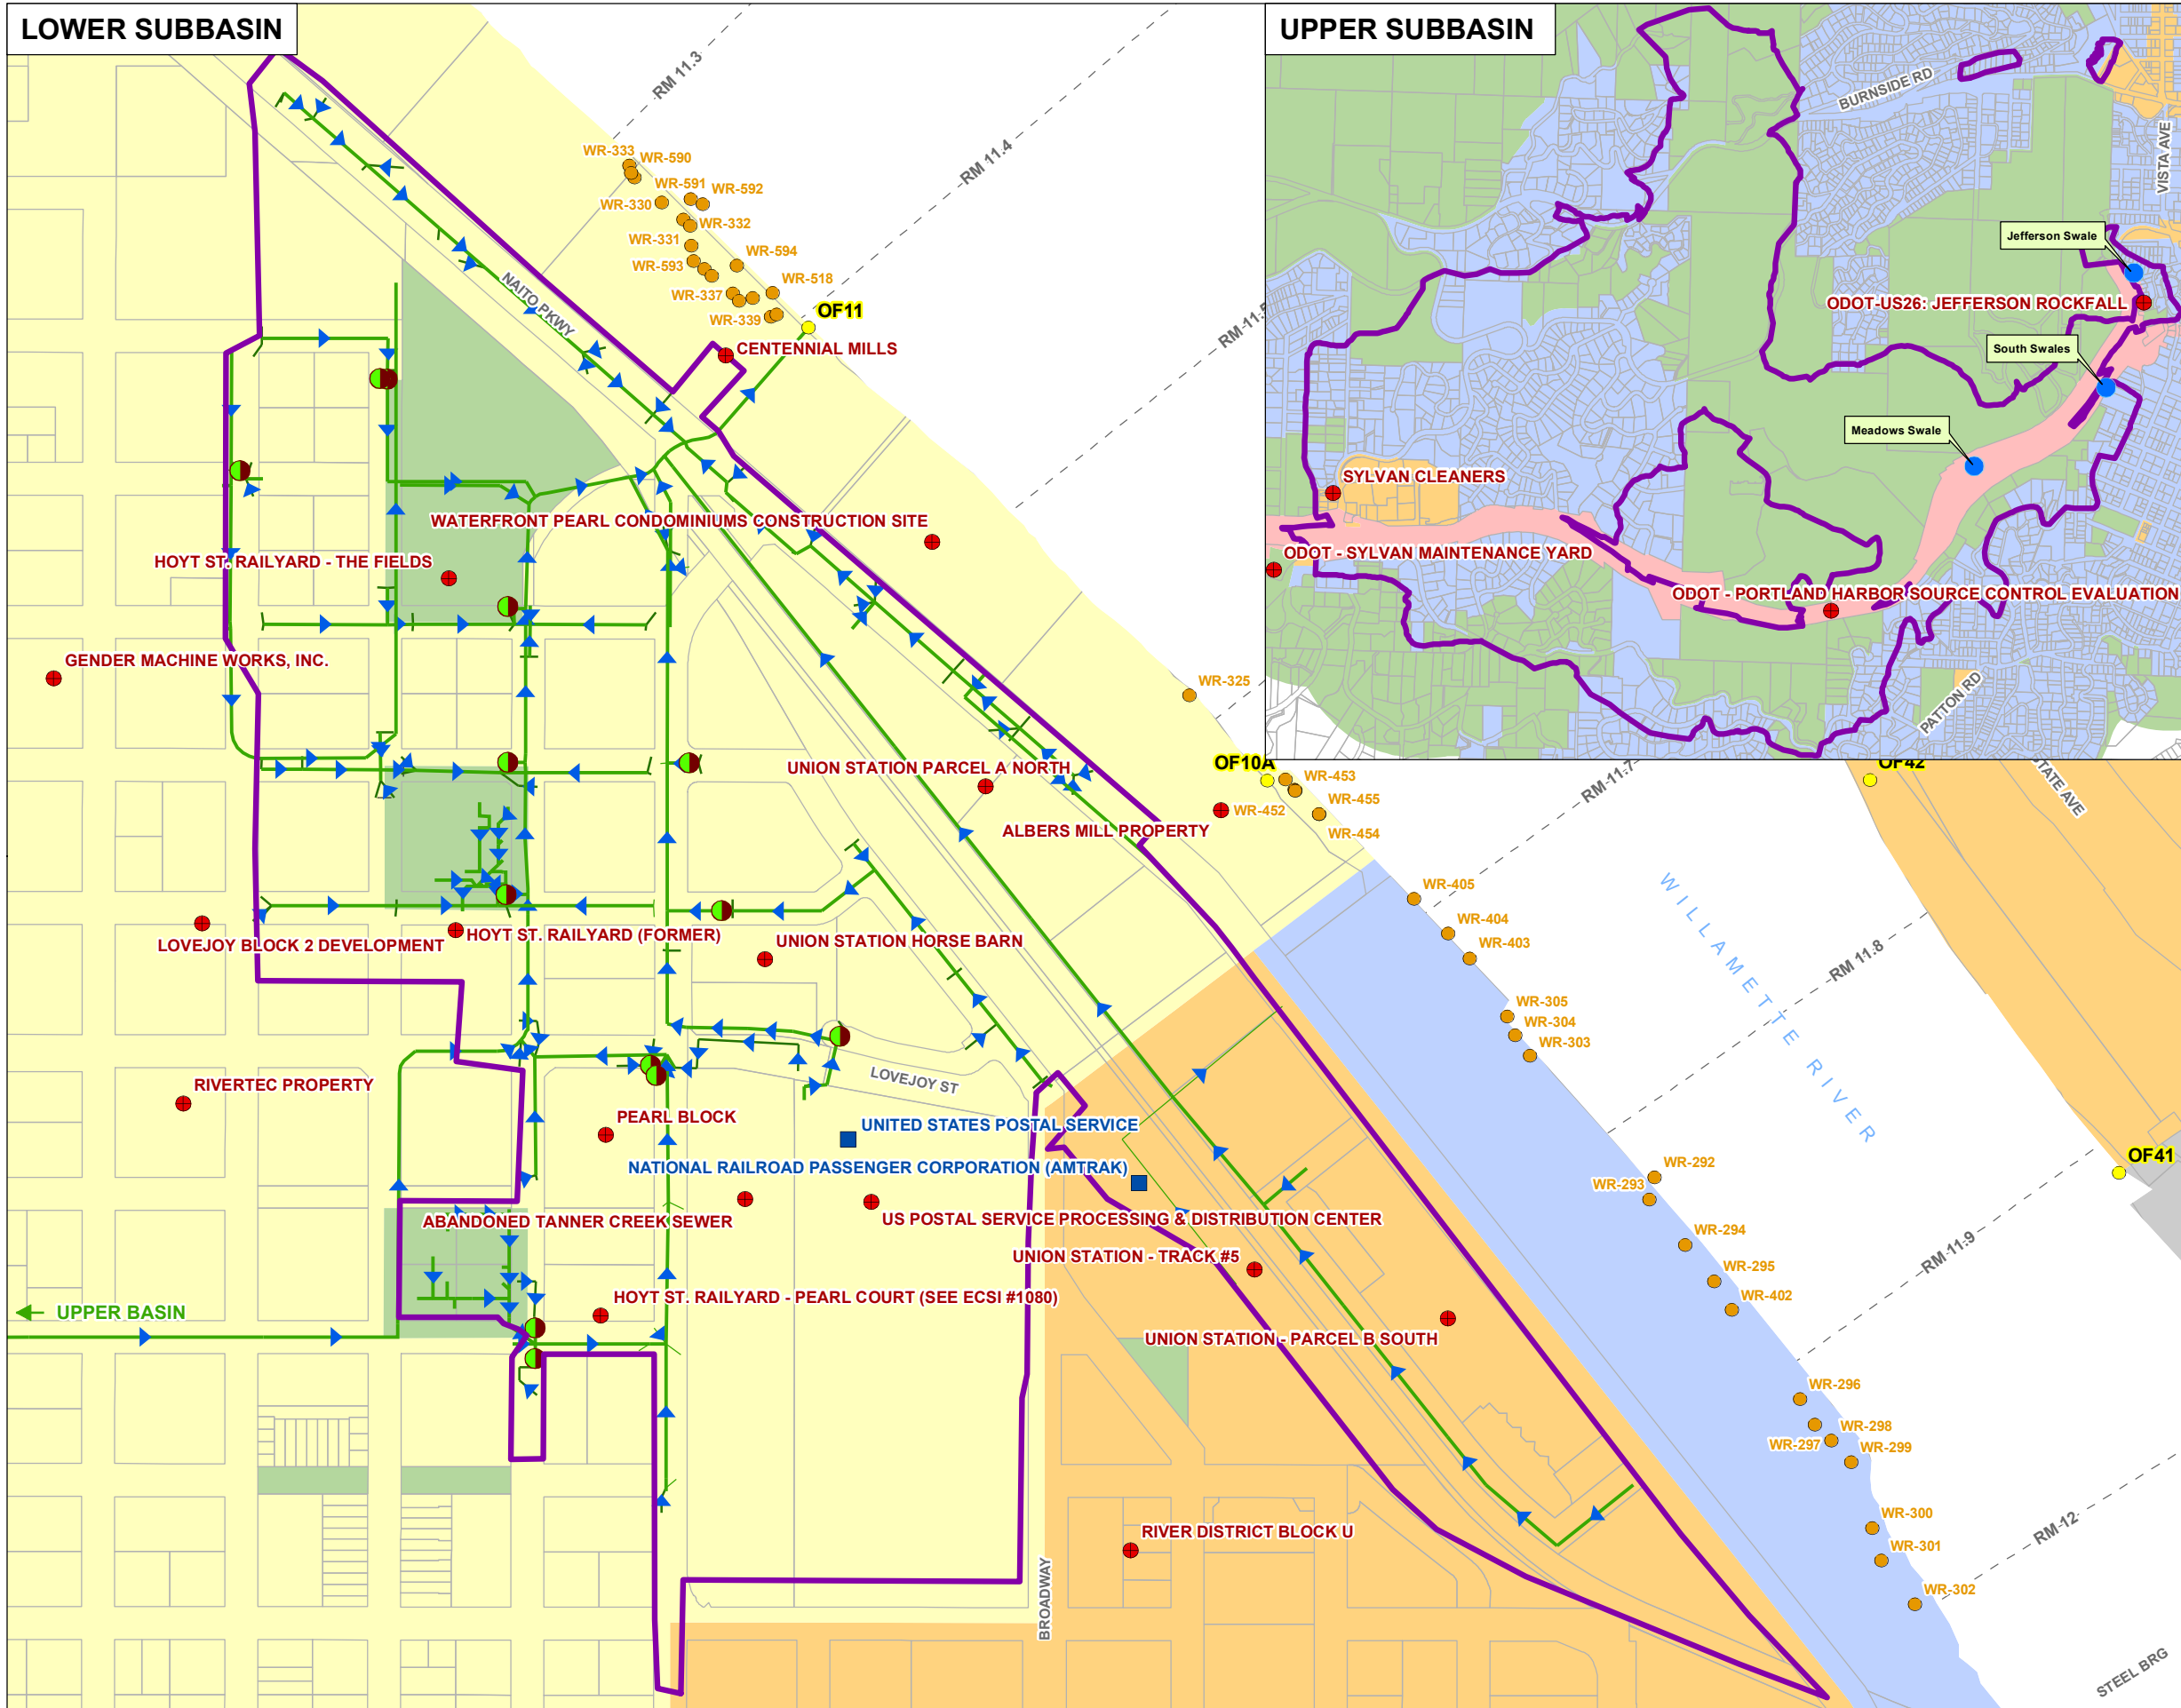 LOWER SUBBASIN
UPPER SUBBASIN
RM 11.3
RM 11.4
BURNSIDE RD
VISTA AVE
WR-333
WR-590
WR-591
WR-592
WR-330
WR-332
WR-331
WR-594
WR-593
WR-518
WR-337
WR-339
OF11
NAITO PKWY
CENTENNIAL MILLS
Jefferson Swale
ODOT-US26: JEFFERSON ROCKFALL
South Swales
Meadows Swale
SYLVAN CLEANERS
ODOT - SYLVAN MAINTENANCE YARD
ODOT - PORTLAND HARBOR SOURCE CONTROL EVALUATION
PATTON RD
WATERFRONT PEARL CONDOMINIUMS CONSTRUCTION SITE
HOYT ST. RAILYARD - THE FIELDS
GENDER MACHINE WORKS, INC.
WR-325
UNION STATION PARCEL A NORTH
OF10A
WR-453
WR-452
WR-455
WR-454
ALBERS MILL PROPERTY
RM-11.7
OF42
WR-405
WR-404
WR-403
WILLAMETTE RIVER
RM 11.8
LOVEJOY BLOCK 2 DEVELOPMENT
HOYT ST. RAILYARD (FORMER)
UNION STATION HORSE BARN
WR-305
WR-304
WR-303
RIVERTEC PROPERTY
LOVEJOY ST
PEARL BLOCK
UNITED STATES POSTAL SERVICE
NATIONAL RAILROAD PASSENGER CORPORATION (AMTRAK)
WR-292
WR-293
OF41
ABANDONED TANNER CREEK SEWER
US POSTAL SERVICE PROCESSING & DISTRIBUTION CENTER
WR-294
UNION STATION - TRACK #5
RM-11.9
WR-295
WR-402
UPPER BASIN
HOYT ST. RAILYARD - PEARL COURT (SEE ECSI #1080)
UNION STATION - PARCEL B SOUTH
WR-296
WR-298
WR-297
WR-299
WR-300
RM-12
RIVER DISTRICT BLOCK U
WR-301
WR-302
BROADWAY
STEEL BRG